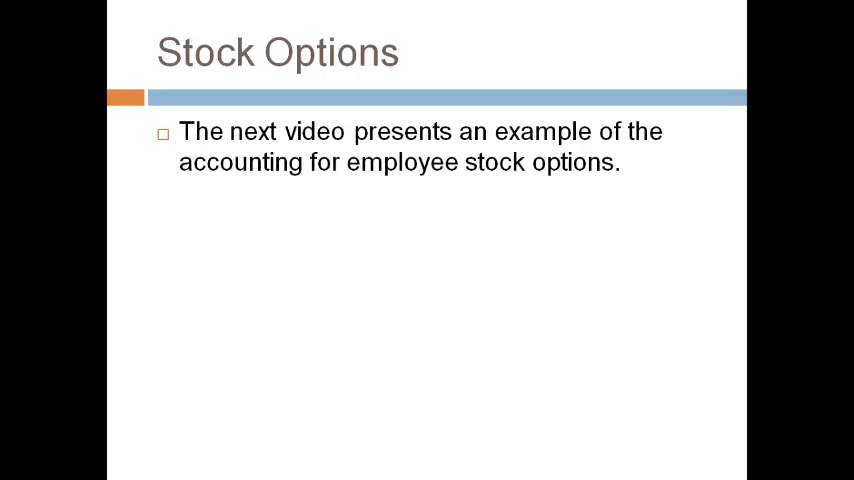 Stock Options
The next video presents an example of the
accounting for employee stock options.